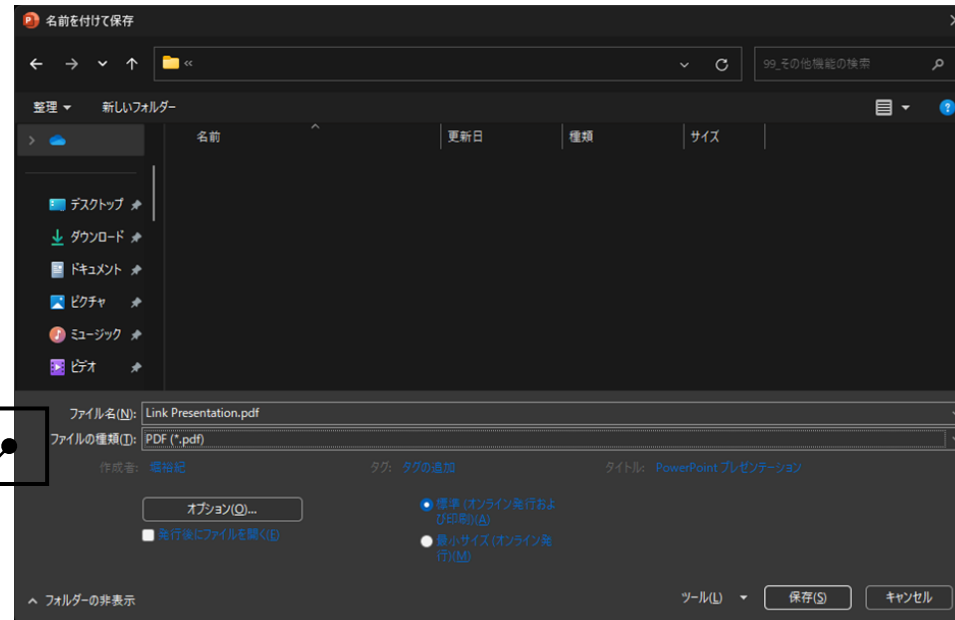 名前を付けて保存
99_その他機能の検索
整理
新しいフォルダー
名前 更新日 種類 サイズ
デスクトップ
ダウンロード
ドキュメント
ピクチャ
ミュージック
ビデオ
ファイル名(N): Link Presentation.pdf
ファイルの種類(T): PDF (*.pdf)
作成者: 堀裕紀 タグ: タグの追加 タイトル: PowerPoint プレゼンテーション
オプション(O)...
標準 (オンライン発行およ
び印刷)(A)
発行後にファイルを開く(E)
最小サイズ (オンライン発
行)(M)
フォルダーの非表示
ツール(L) 保存(S) キャンセル